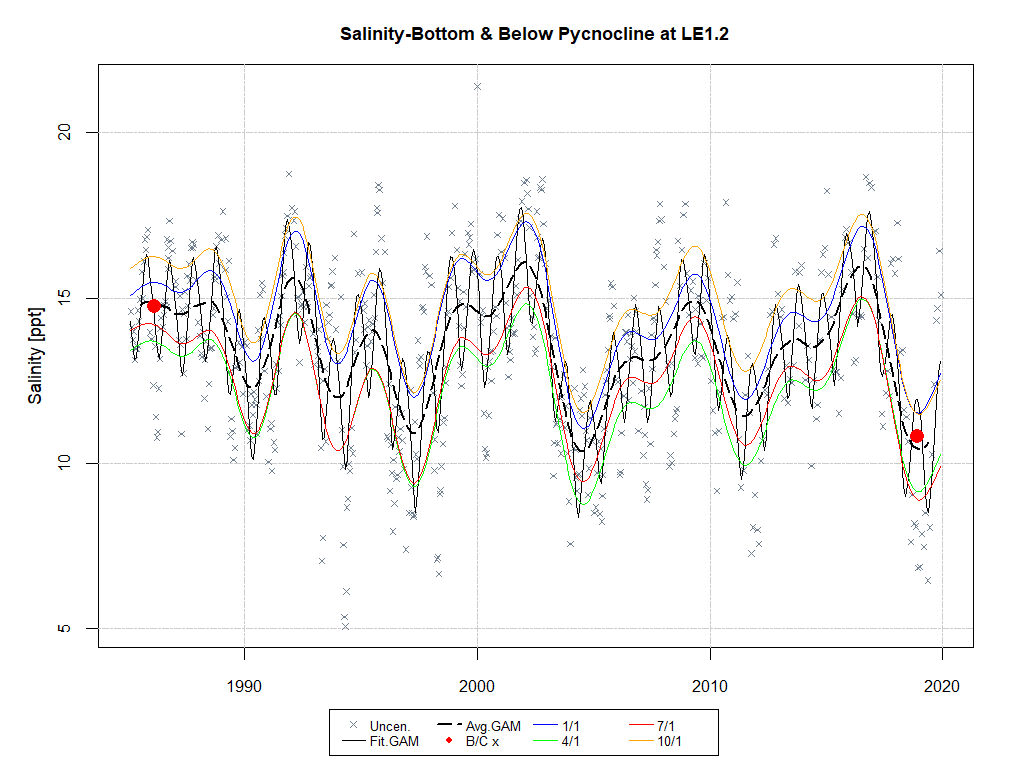 Salinity-Bottom & Below Pycnocline at LE1.2
Salinity [ppt]
20
15
10
5
1990 2000 2010 2020
Uncen. Avg.GAM 1/1 7/1
Fit.GAM B/C x 4/1 10/1